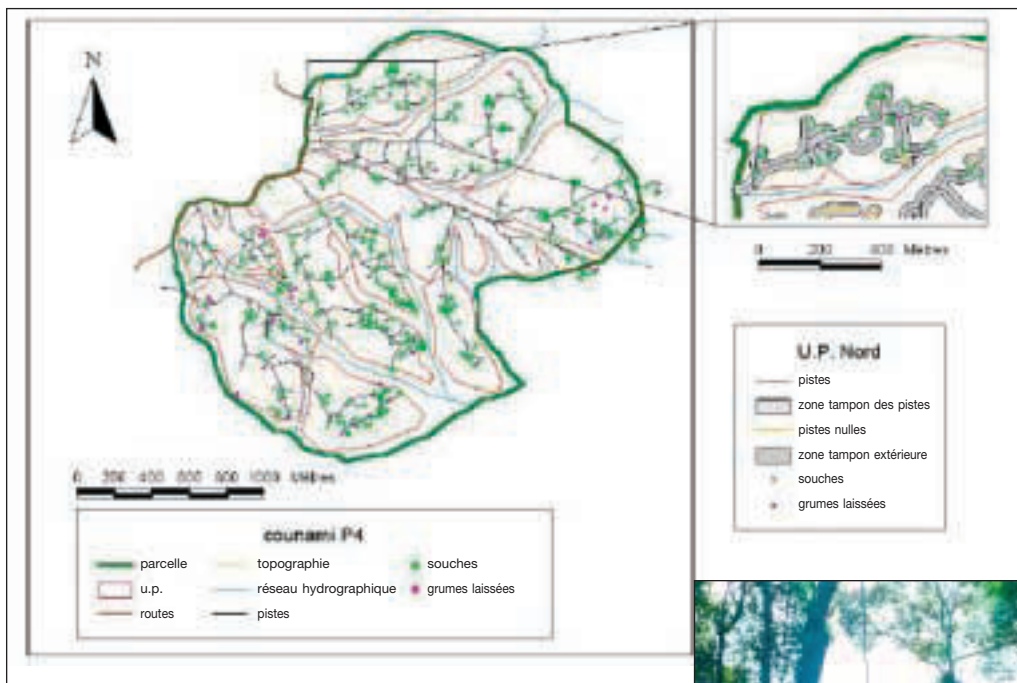 N
0 200 400 600 800 1000 Mètres
counami P4
parcelle topographie souches
u.p. réseau hydrographique grumes laissées
routes pistes
0 200 400 Mètres
U.P. Nord
pistes
zone tampon des pistes
pistes nulles
zone tampon extérieure
souches
grumes laissées